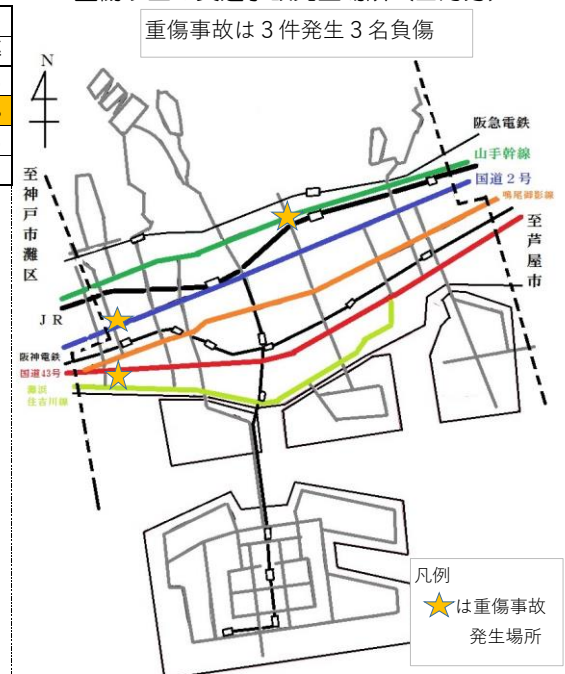 重傷事故は３件発生３名負傷
N
阪急電鉄
山手幹線
国道２号
鳴尾御影線
至神戸市灘区
至芦屋市
ＪＲ
阪神電鉄
国道43号
灘浜
住吉川線
凡例
は重傷事故
発生場所